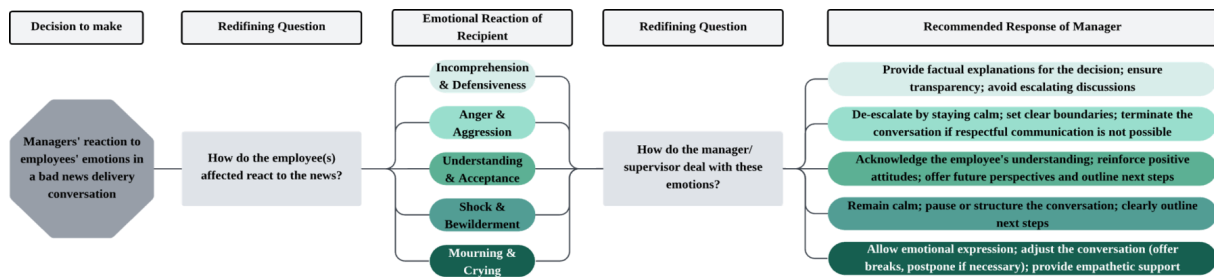 Decision to make
Redifining Question
Emotional Reaction of
Recipient
Redifining Question
Recommended Response of Manager
Managers' reaction to
employees' emotions in
a bad news delivery
conversation
How do the employee(s)
affected react to the news?
Incomprehension
& Defensiveness
Anger &
Aggression
Understanding
& Acceptance
Shock &
Bewilderment
Mourning &
Crying
How do the manager/
supervisor deal with these
emotions?
Provide factual explanations for the decision; ensure
transparency; avoid escalating discussions
De-escalate by staying calm; set clear boundaries; terminate
the conversation if respectful communication is not possible
Acknowledge the employee's understanding; reinforce positive
attitudes; offer future perspectives and outline next steps
Remain calm; pause or structure the conversation; clearly outline
next steps
Allow emotional expression; adjust the conversation (offer
breaks, postpone if necessary); provide empathetic support